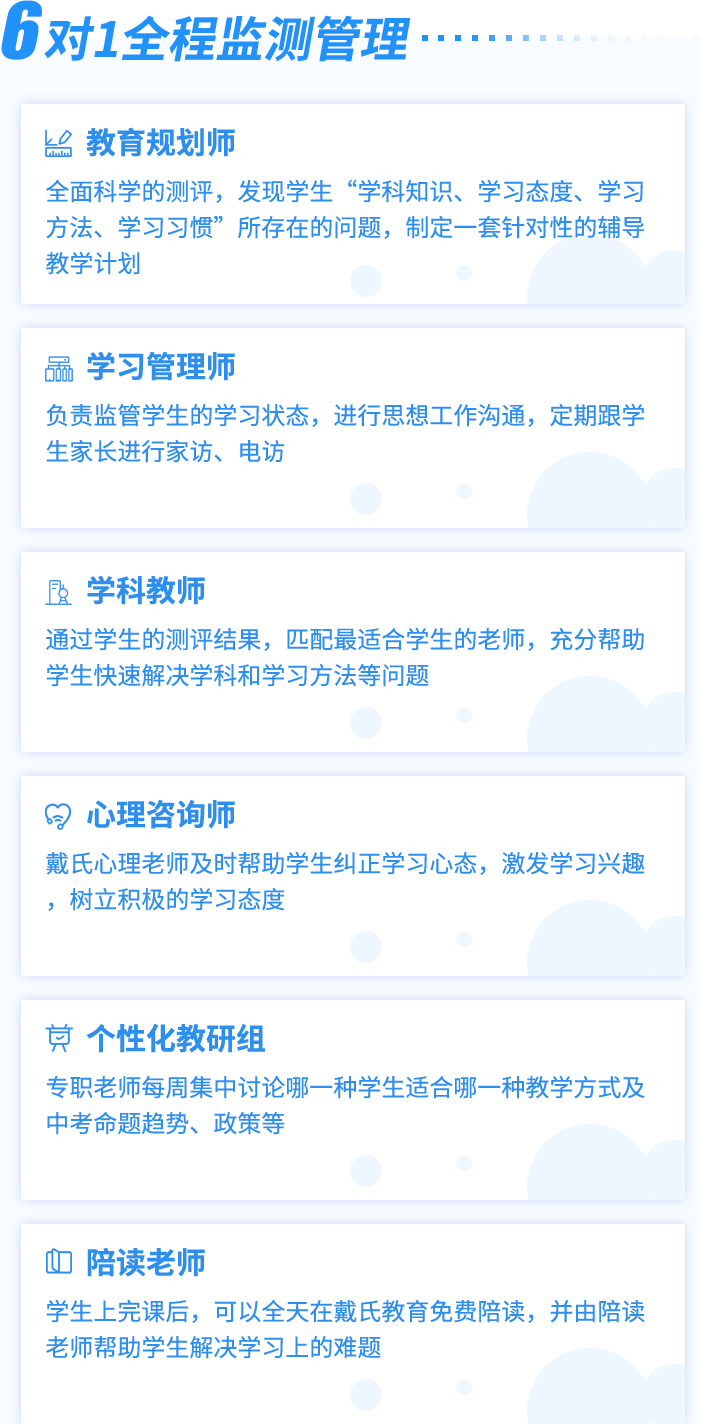 6对1全程监测管理
教育规划师
全面科学的测评，发现学生“学科知识、学习态度、学习
方法、学习习惯”所存在的问题，制定一套针对性的辅导
教学计划
学习管理师
负责监管学生的学习状态，进行思想工作沟通，定期跟学
生家长进行家访、电访
学科教师
通过学生的测评结果，匹配最适合学生的老师，充分帮助
学生快速解决学科和学习方法等问题
心理咨询师
戴氏心理老师及时帮助学生纠正学习心态，激发学习兴趣
，树立积极的学习态度
个性化教研组
专职老师每周集中讨论哪一种学生适合哪一种教学方式及
中考命题趋势、政策等
陪读老师
学生上完课后，可以全天在戴氏教育免费陪读，并由陪读
老师帮助学生解决学习上的难题